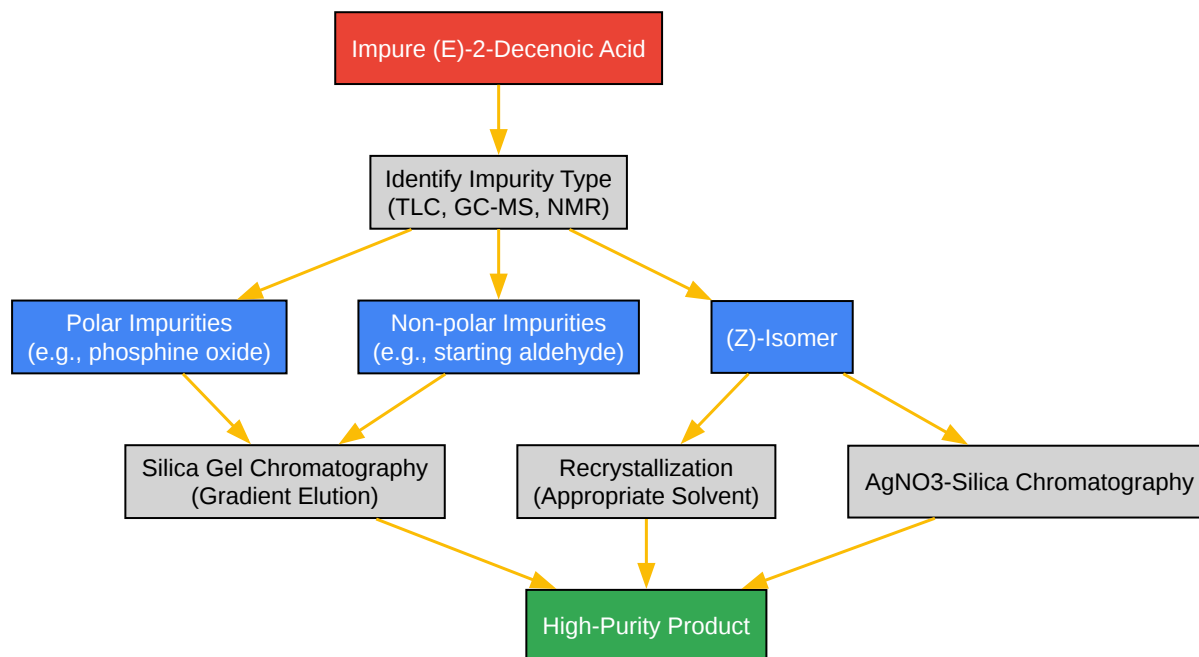 Impure (E)-2-Decenoic Acid
Identify Impurity Type
(TLC, GC-MS, NMR)
Polar Impurities
(e.g., phosphine oxide)
Non-polar Impurities
(e.g., starting aldehyde)
(Z)-Isomer
Silica Gel Chromatography
(Gradient Elution)
Recrystallization
(Appropriate Solvent)
AgNO3-Silica Chromatography
High-Purity Product